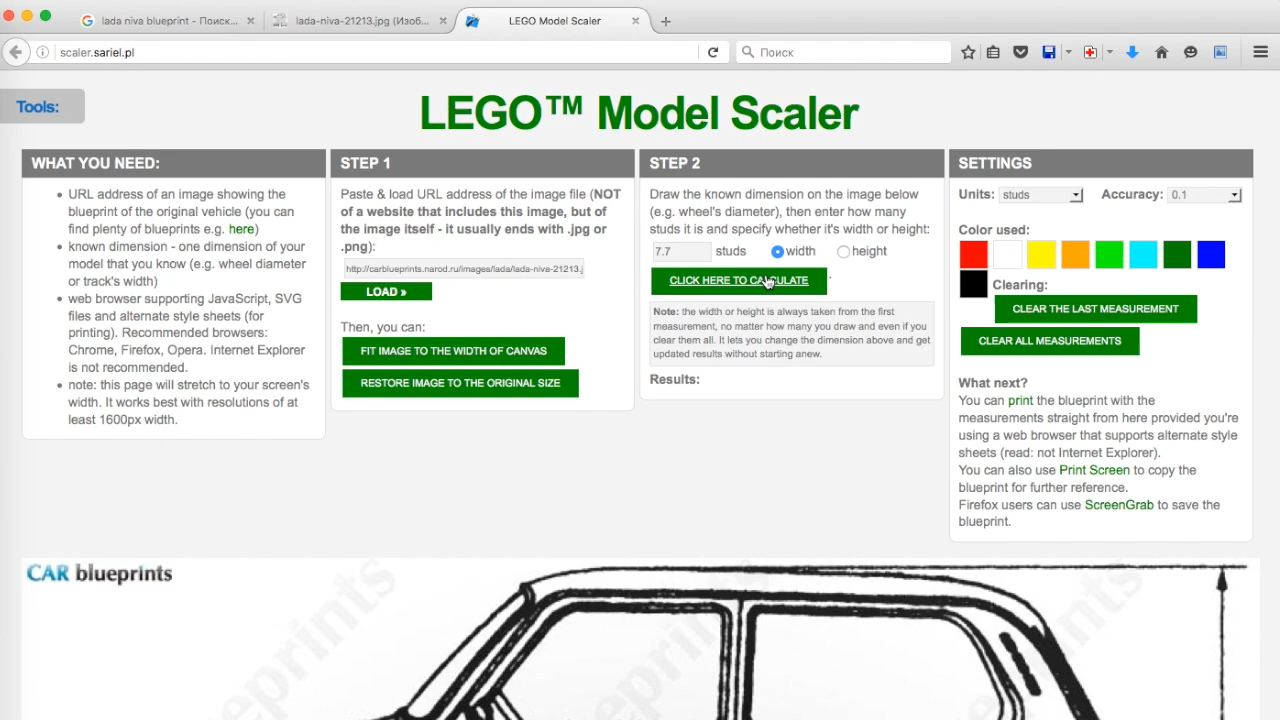 lada niva blueprint - Поиск...
lada-niva-21213.jpg (Изоб...
LEGO Model Scaler
scaler.sariel.pl
Поиск
Tools:
LEGO™ Model Scaler
WHAT YOU NEED:
URL address of an image showing the
blueprint of the original vehicle (you can
find plenty of blueprints e.g. here)
known dimension - one dimension of your
model that you know (e.g. wheel diameter
or track's width)
web browser supporting JavaScript, SVG
files and alternate style sheets (for
printing). Recommended browsers:
Chrome, Firefox, Opera. Internet Explorer
is not recommended.
note: this page will stretch to your screen's
width. It works best with resolutions of at
least 1600px width.
STEP 1
Paste & load URL address of the image file (NOT
of a website that includes this image, but of
the image itself - it usually ends with .jpg or
.png):
http://carblueprints.narod.ru/images/lada/lada-niva-21213.j
LOAD »
Then, you can:
FIT IMAGE TO THE WIDTH OF CANVAS
RESTORE IMAGE TO THE ORIGINAL SIZE
STEP 2
Draw the known dimension on the image below
(e.g. wheel's diameter), then enter how many
studs it is and specify whether it's width or height:
7.7 studs width height
CLICK HERE TO CALCULATE
Note: the width or height is always taken from the first
measurement, no matter how many you draw and even if you
clear them all. It lets you change the dimension above and get
updated results without starting anew.
Results:
SETTINGS
Units: studs Accuracy: 0.1
Color used:
Clearing:
CLEAR THE LAST MEASUREMENT
CLEAR ALL MEASUREMENTS
What next?
You can print the blueprint with the
measurements straight from here provided you're
using a web browser that supports alternate style
sheets (read: not Internet Explorer).
You can also use Print Screen to copy the
blueprint for further reference.
Firefox users can use ScreenGrab to save the
blueprint.
CAR blueprints